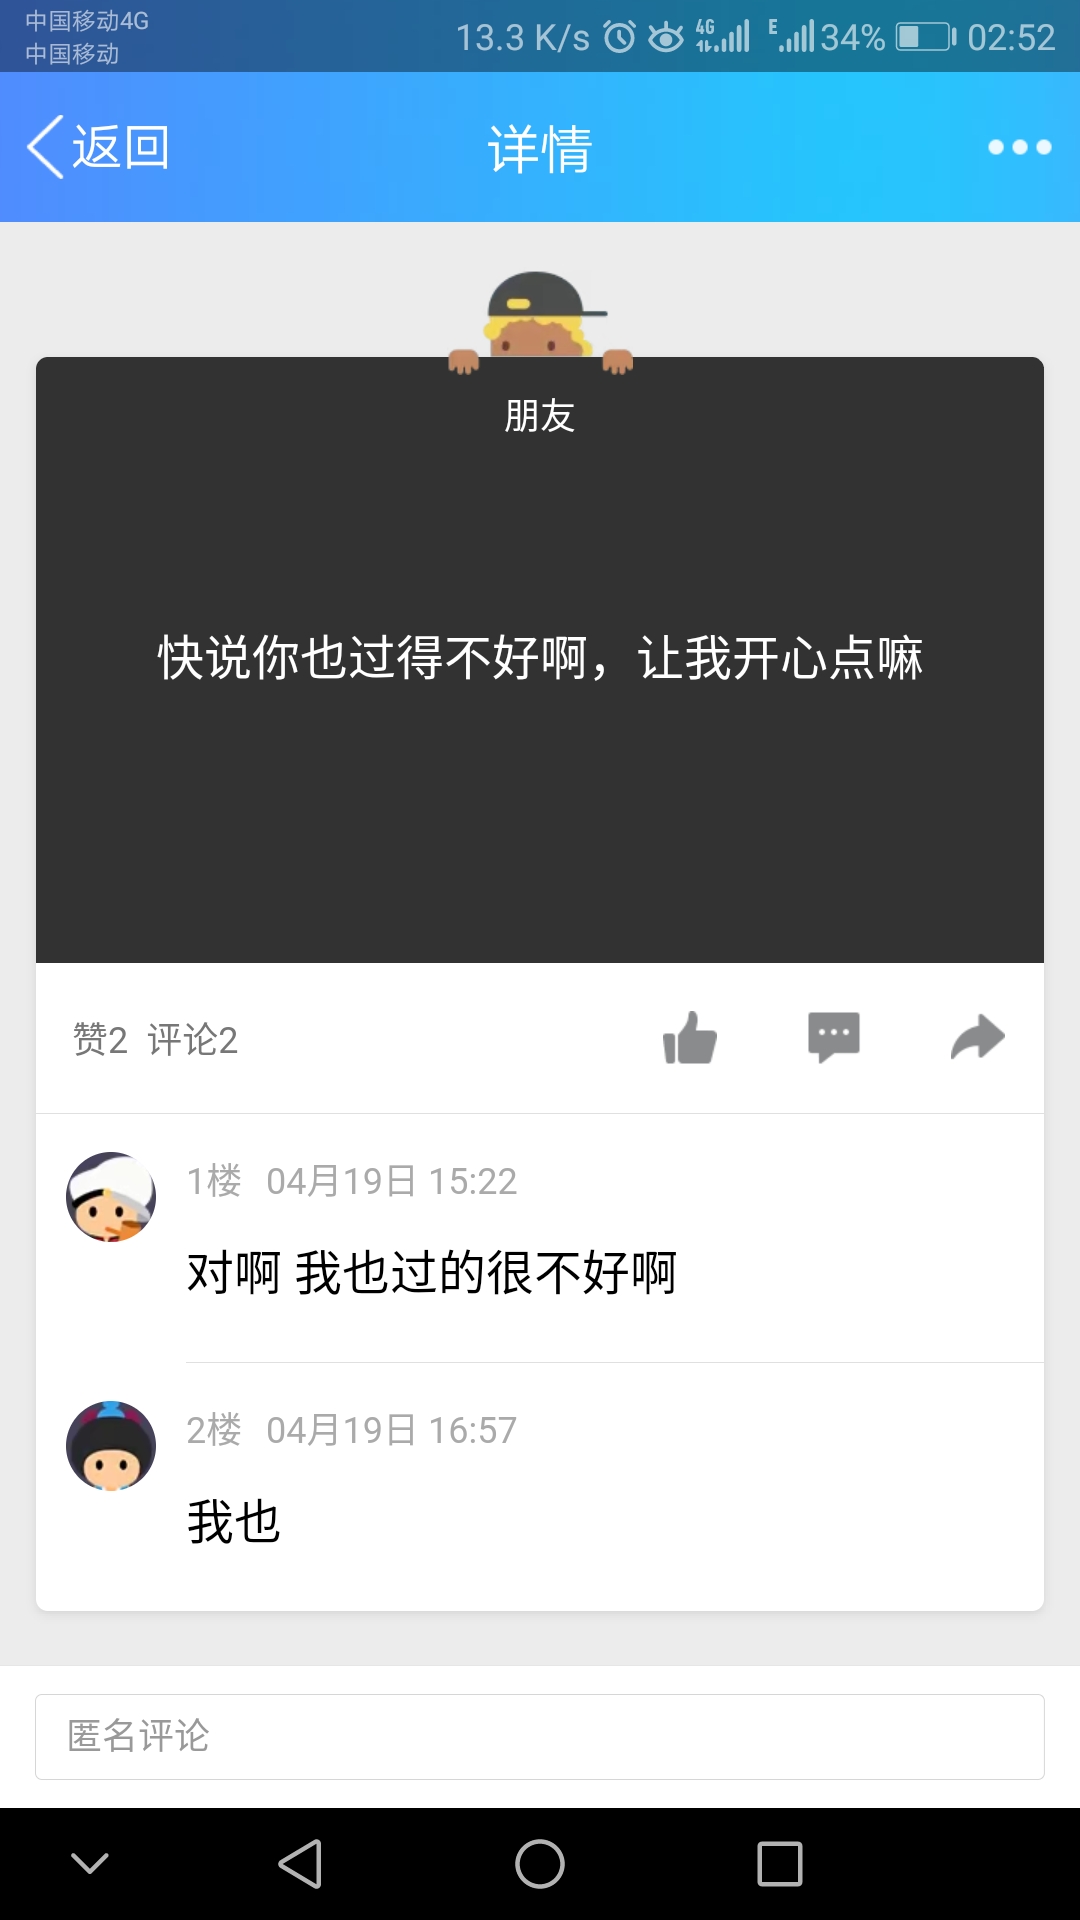 中国移动4G
中国移动
13.3 K/s 4G E 34% 02:52
返回 详情
朋友
快说你也过得不好啊，让我开心点嘛
赞2 评论2
1楼 04月19日 15:22
对啊 我也过的很不好啊
2楼 04月19日 16:57
我也
匿名评论